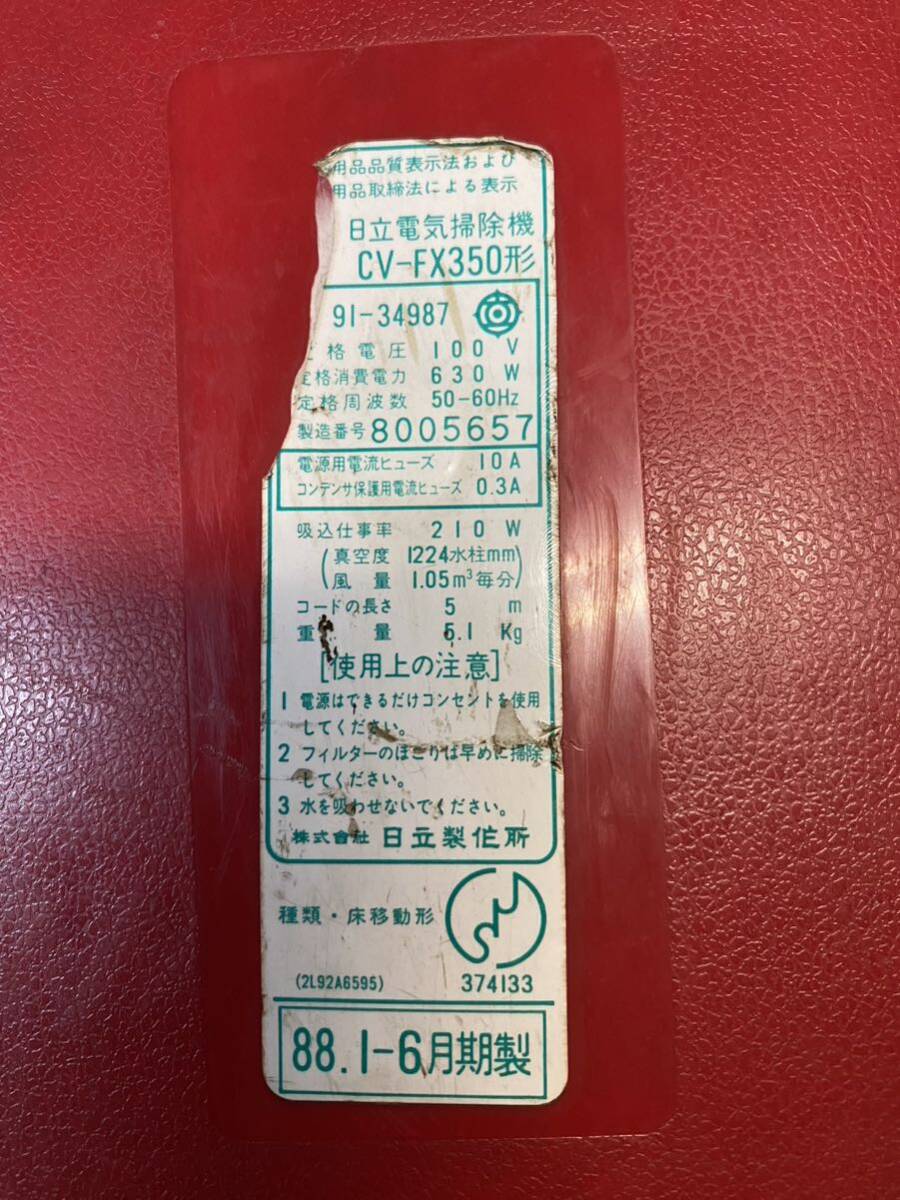 用品品質表示法および
用品取締法による表示
日立電気掃除機
CV-FX350形
91-34987
格電圧 100 V
定格消費電力 630 W
定格周波数 50-60Hz
製造番号 8005657
電源用電流ヒューズ 10A
コンデンサ保護用電流ヒューズ 0.3A
吸込仕事率 210 W
(真空度 1224水柱mm)
(風量 1.05m³毎分)
コードの長さ 5 m
重量 5.1 Kg
[使用上の注意]
1 電源はできるだけコンセントを使用
してください。
2 フィルターのほこりは早めに掃除
してください。
3 水を吸わせないでください。
株式會社 日立製作所
種類・床移動形
(2L92A6595) 374133
88.1-6月期製